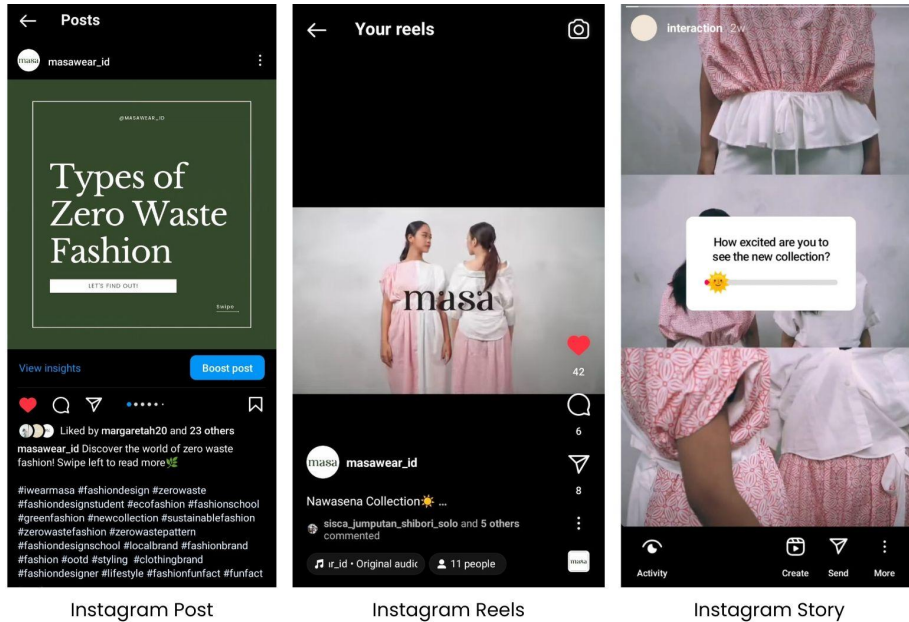 Posts
masa
masawear_id
@MASAWEAR_ID
Types of
Zero Waste
Fashion
LET'S FIND OUT!
Swipe
View insights
Boost post
Liked by margaretah20 and 23 others
masawear_id Discover the world of zero waste
fashion! Swipe left to read more🌿
#iwearmasa #fashiondesign #zerowaste
#fashiondesignstudent #ecofashion #fashionschool
#greenfashion #newcollection #sustainablefashion
#zerowastefashion #zerowastepattern
#fashiondesignschool #localbrand #fashionbrand
#fashion #ootd #styling #clothingbrand
#fashiondesigner #lifestyle #fashionfunfact #funfact
Instagram Post
Your reels
masa
42
6
8
masa masawear_id
Nawasena Collection☀️ ...
sisca_jumputan_shibori_solo and 5 others
commented
ır_id • Original audic
11 people
masa
Instagram Reels
interaction 2w
How excited are you to
see the new collection?
Activity
Create
Send
More
Instagram Story